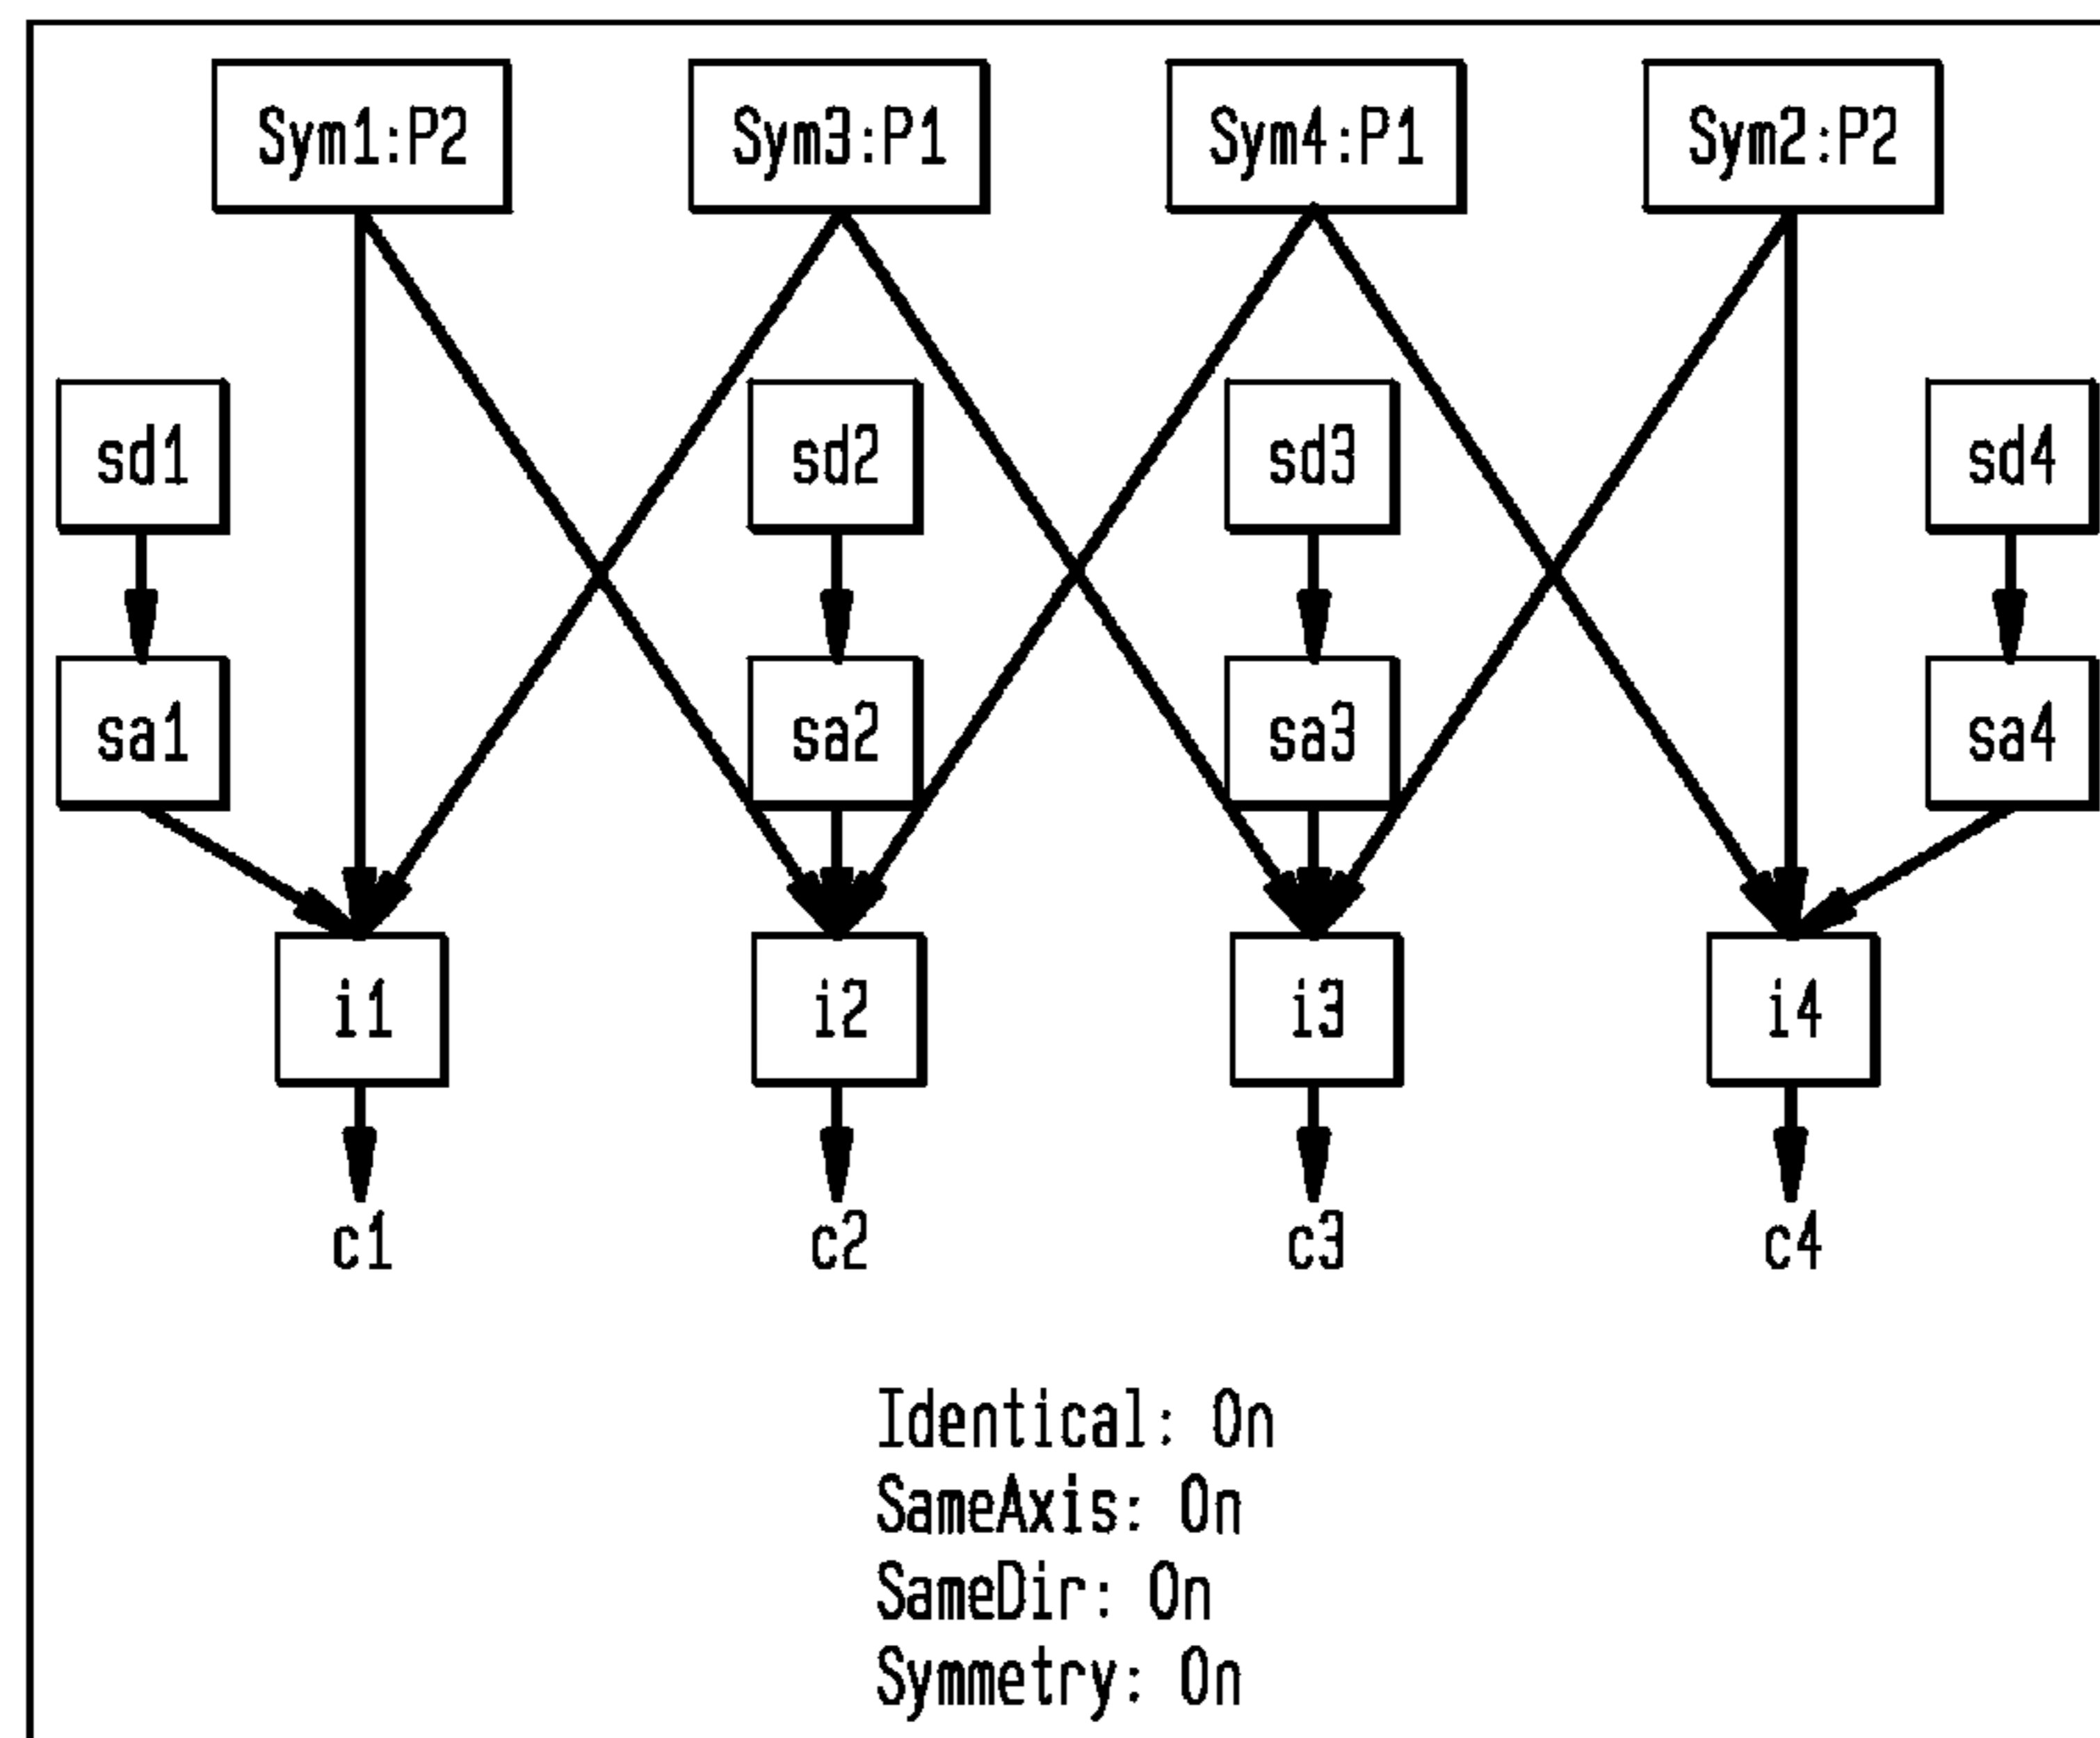 Sym1:P2 Sym3:P1 Sym4:P1 Sym2:P2
sd1 sd2 sd3 sd4
sa1 sa2 sa3 sa4
i1 i2 i3 i4
c1 c2 c3 c4
Identical: On
SameAxis: On
SameDir: On
Symmetry: On